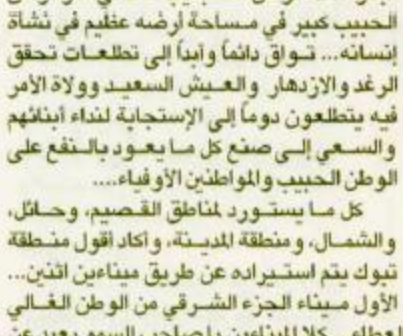 الحبيب كبير في مساحة أرضه عظيم في نشأة
إنسانه... تواق دائماً وأبداً إلى تطلعات تحقق
الرغد والازدهار والعيش السعيد وولاة الأمر
فيه يتطلعون دوماً إلى الإستجابة لنداء أبنائهم
والسعي إلى صنع كل ما يعود بالنفع على
الوطن الحبيب والمواطنين الأوفياء....
كل ما يستورد لمناطق القصيم، وحائل،
والشمال، ومنطقة المدينة، وأكاد أقول منطقة
تبوك يتم استيراده عن طريق ميناءين اثنين...
الأول ميناء الجزء الشرقي من الوطن الغالي